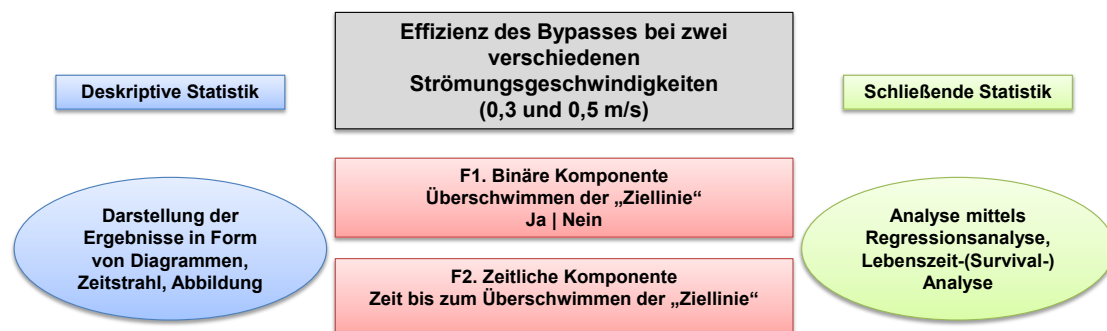 Effizienz des Bypasses bei zwei
verschiedenen
Strömungsgeschwindigkeiten
(0,3 und 0,5 m/s)
Deskriptive Statistik
Schließende Statistik
F1. Binäre Komponente
Überschwimmen der „Ziellinie“
Ja | Nein
Darstellung der
Ergebnisse in Form
von Diagrammen,
Zeitstrahl, Abbildung
Analyse mittels
Regressionsanalyse,
Lebenszeit-(Survival-)
Analyse
F2. Zeitliche Komponente
Zeit bis zum Überschwimmen der „Ziellinie“